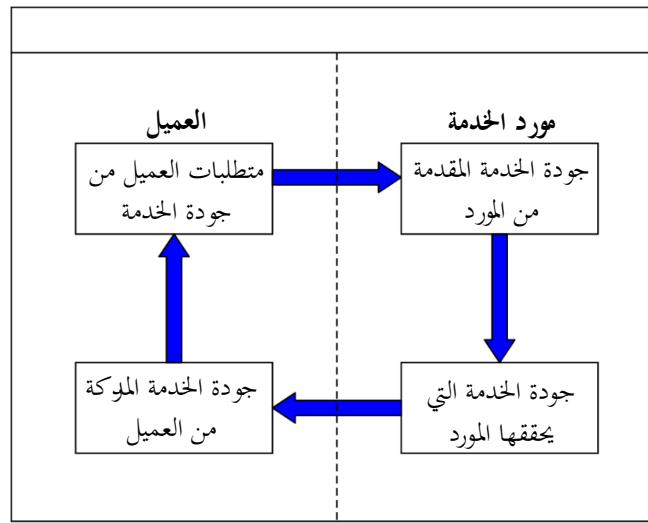 مورد الخدمة
العميل
جودة الخدمة المقدمة
من المورد
متطلبات العميل من
جودة الخدمة
جودة الخدمة التي
يحققها المورد
جودة الخدمة المدركة
من العميل